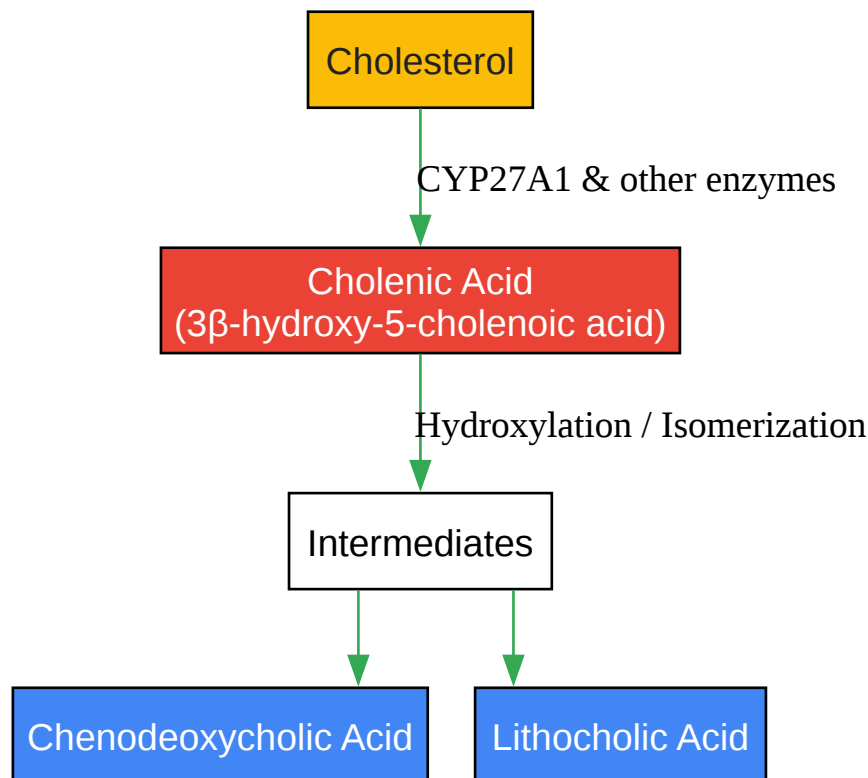 Cholesterol
CYP27A1 & other enzymes
Cholenic Acid
(3β-hydroxy-5-cholenoic acid)
Hydroxylation / Isomerization
Intermediates
Chenodeoxycholic Acid
Lithocholic Acid